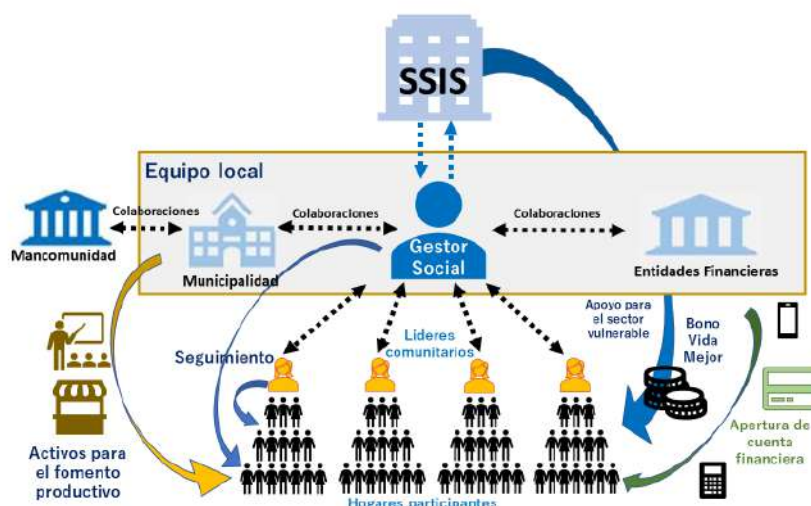 SSIS
Equipo local
Colaboraciones
Colaboraciones
Colaboraciones
Mancomunidad
Municipalidad
Gestor
Social
Entidades Financieras
Apoyo para
el sector
vulnerable
Bono
Vida
Mejor
Lideres
comunitarios
Seguimiento
Activos para
el fomento
productivo
Apertura de
cuenta
financiera
Hogares participantes